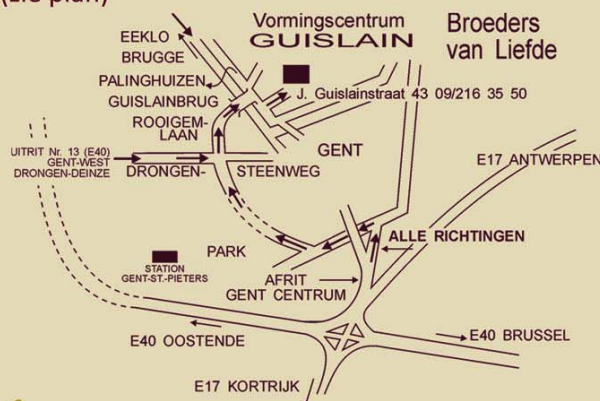 (zie plan)
Vormingscentrum
GUISLAIN
Broeders
van Liefde
EEKLO
BRUGGE
PALINGHUIZEN
GUISLAINBRUG
J. Guislainstraat 43 09/216 35 50
ROOIGEM-
LAAN
UITRIT Nr. 13 (E40)
GENT-WEST
DRONGEN-DEINZE
DRONGEN-
STEENWEG
GENT
E17 ANTWERPEN
ALLE RICHTINGEN
PARK
STATION
GENT-ST.-PIETERS
AFRIT
GENT CENTRUM
E40 OOSTENDE
E40 BRUSSEL
E17 KORTRIJK